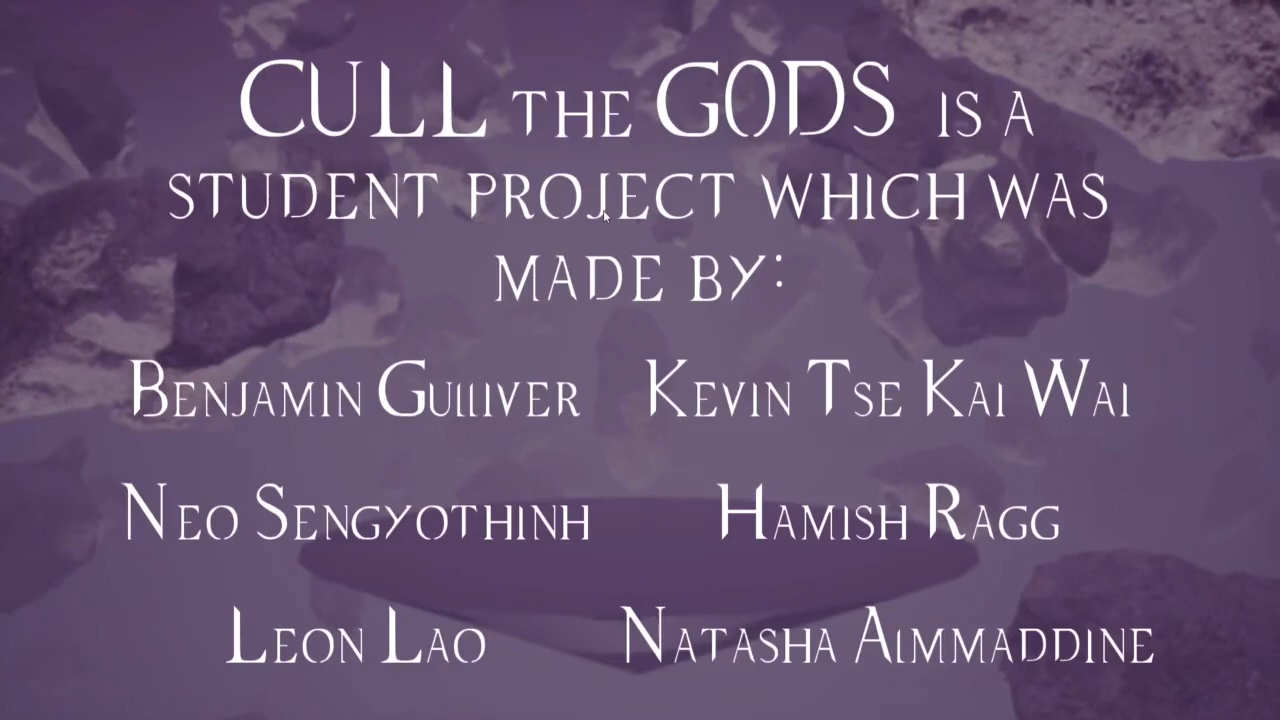 CULL THE GODS IS A
STUDENT PROJECT WHICH WAS
MADE BY:
BENJAMIN GULLIVER KEVIN TSE KAI WAI
NEO SENGYOTHINH HAMISH RAGG
LEON LAO NATASHA AIMMADDINE